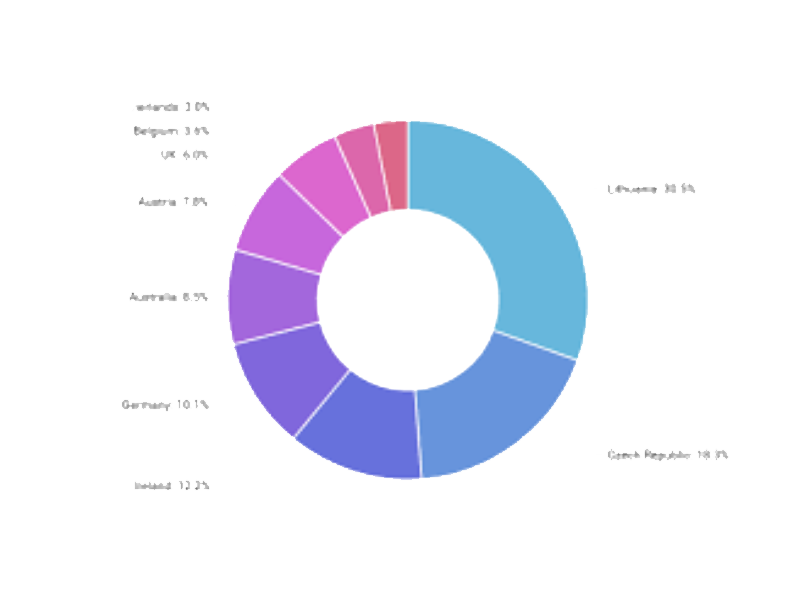 erlands: 3.0%
Belgium: 3.6%
UK: 6.0%
Lithuania: 30.5%
Austria: 7.8%
Australia: 8.5%
Germany: 10.1%
Czech Republic: 18.3%
Ireland: 12.2%